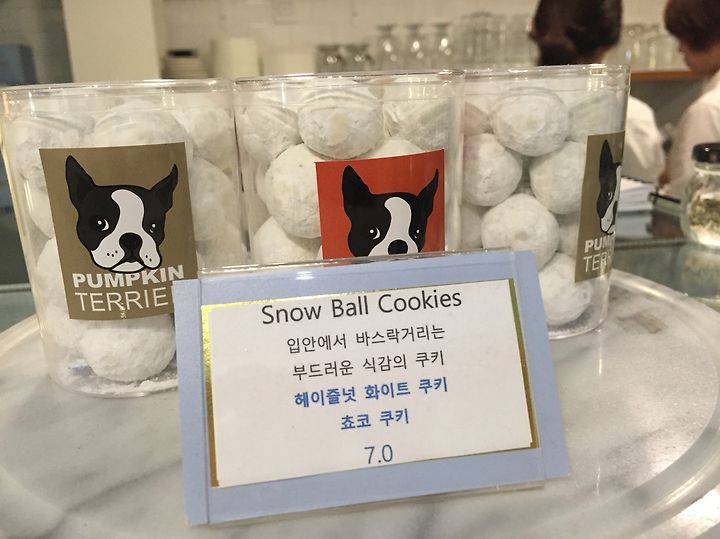 PUMPKIN
TERRIE
PUM
TE
Snow Ball Cookies
입안에서 바스락거리는
부드러운 식감의 쿠키
헤이즐넛 화이트 쿠키
쵸코 쿠키
7.0